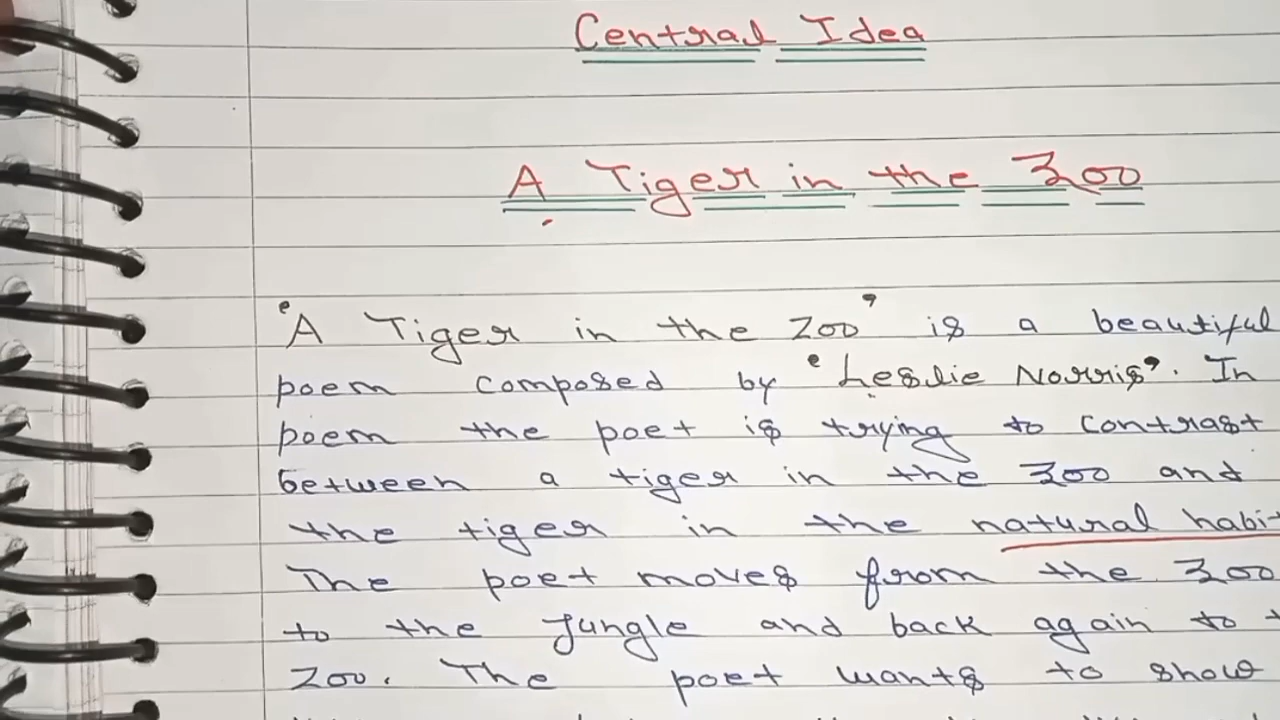 Central Idea
A Tiger in the Zoo
"A Tiger in the Zoo" is a beautiful
poem composed by "Leslie Norris". In
poem the poet is trying to contrast
between a tiger in the zoo and
the tiger in the natural habit
The poet moves from the zoo
to the jungle and back again to t
Zoo. The poet wants to show